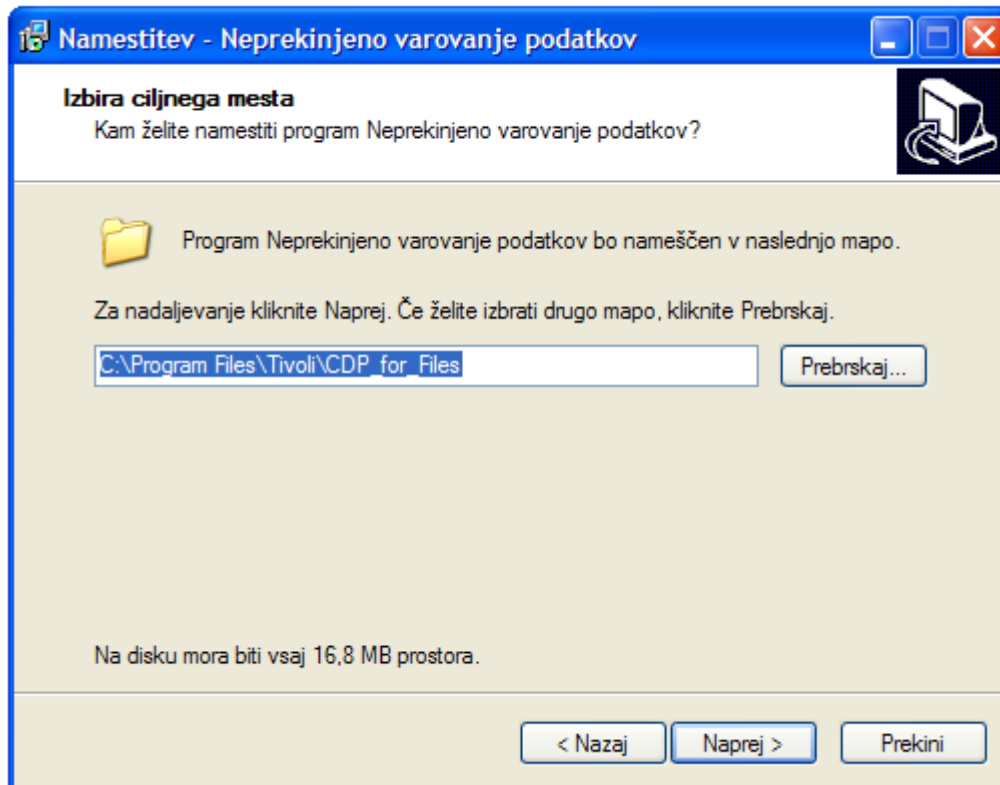 Namestitev - Neprekinjeno varovanje podatkov
Izbira ciljnega mesta
Kam želite namestiti program Neprekinjeno varovanje podatkov?
Program Neprekinjeno varovanje podatkov bo nameščen v naslednjo mapo.
Za nadaljevanje kliknite Naprej. Če želite izbrati drugo mapo, kliknite Prebrskaj.
C:\Program Files\Tivoli\CDP_for_Files
Prebrskaj...
Na disku mora biti vsaj 16,8 MB prostora.
< Nazaj
Naprej >
Prekini